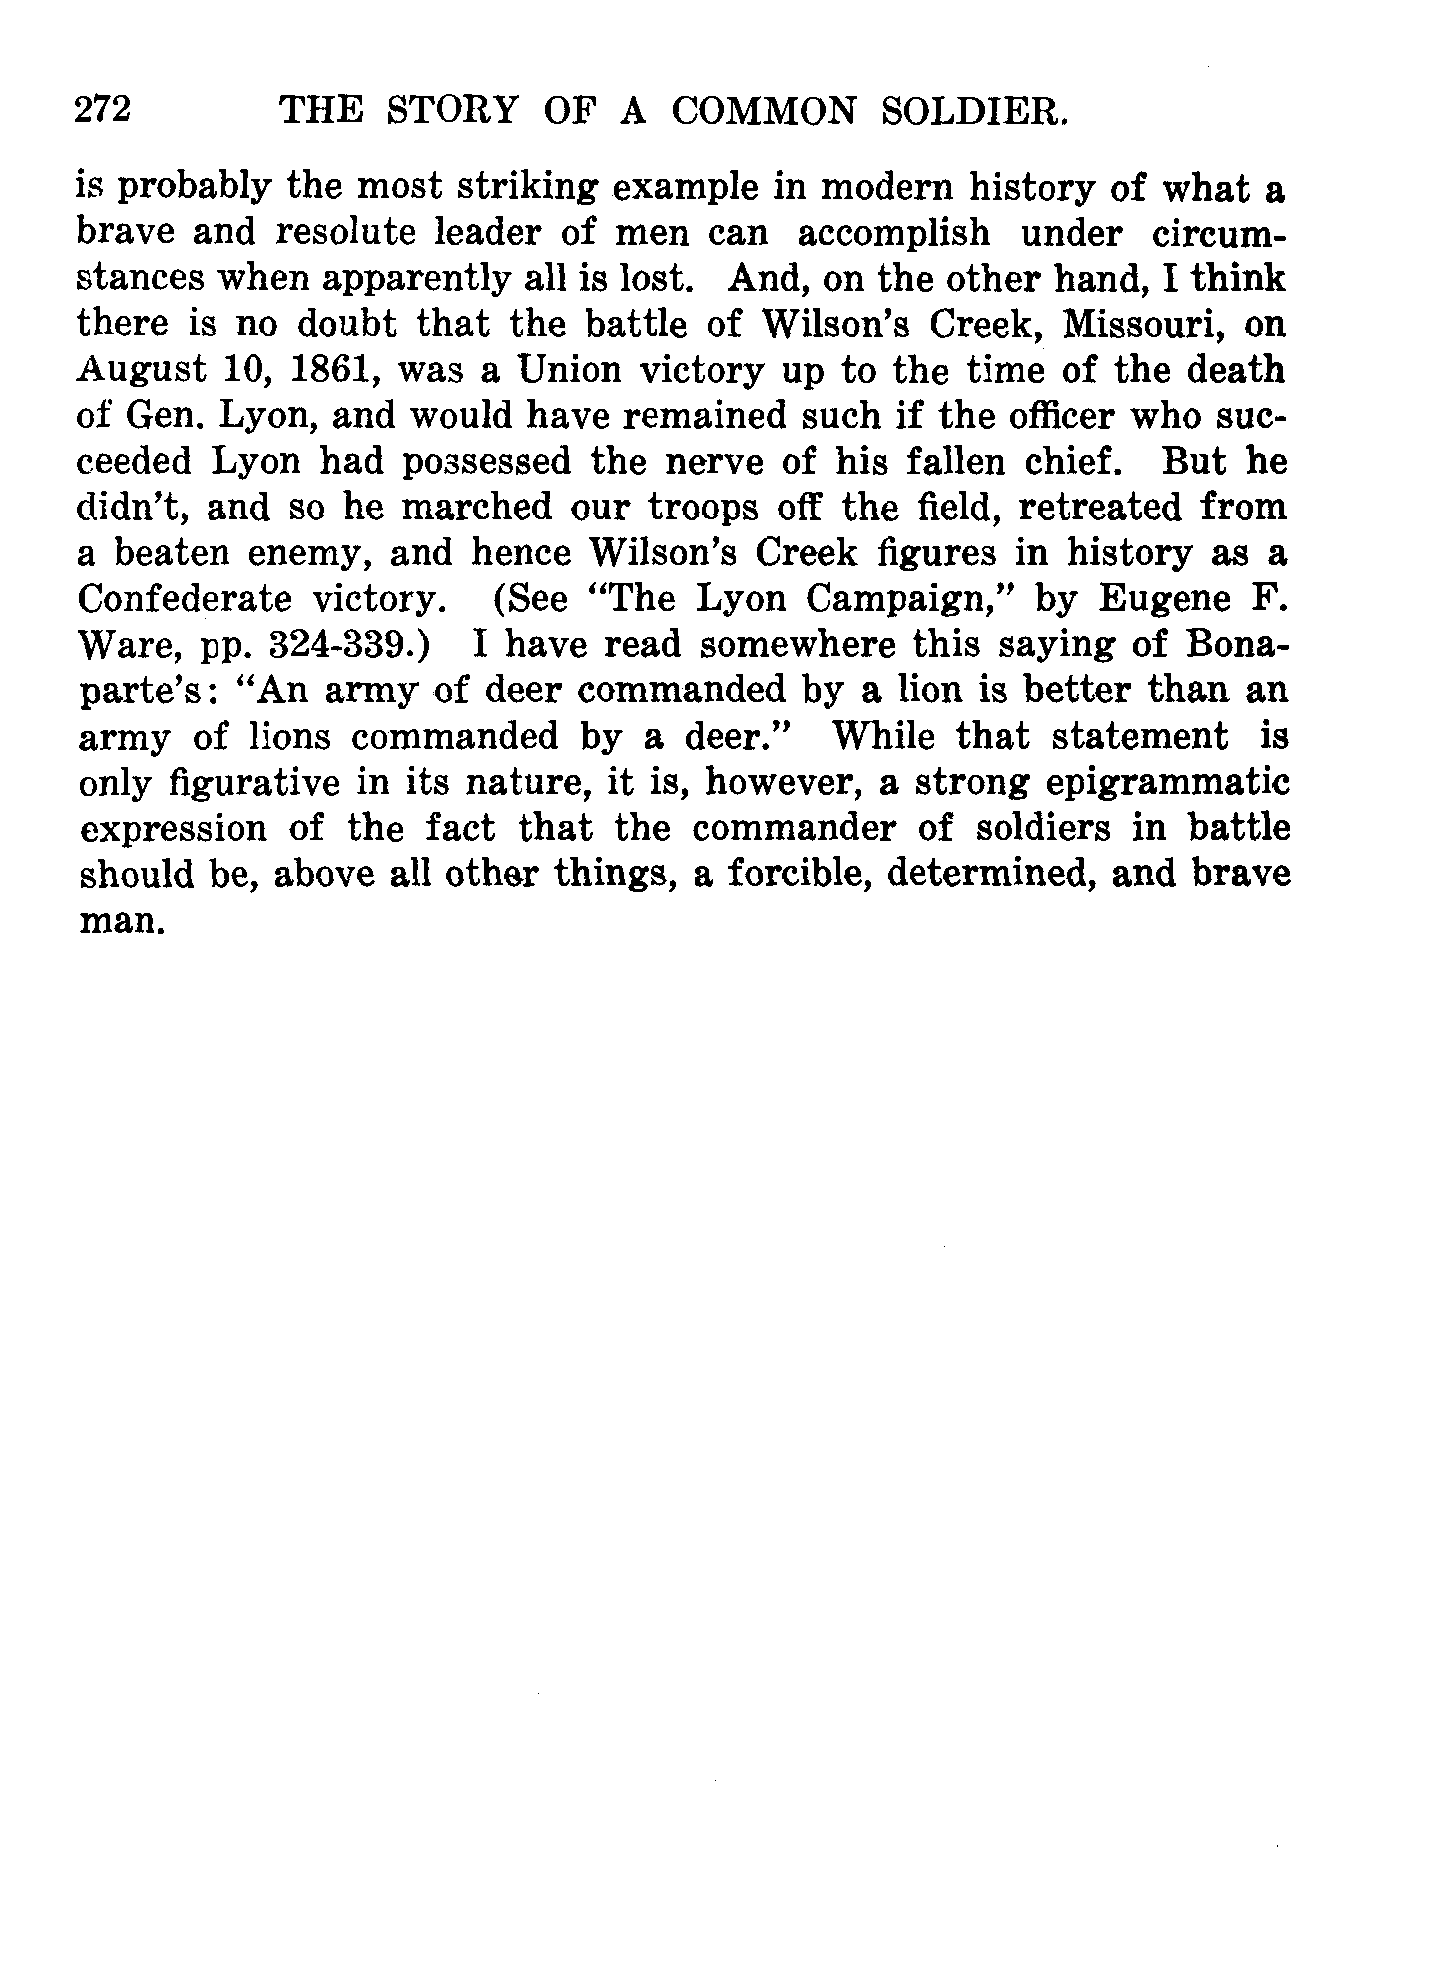 272 THE STORY OF A COMMON SOLDIER.
is probably the most striking example in modern history of what a
brave and resolute leader of men can accomplish under circum-
stances when apparently all is lost. And, on the other hand, I think
there is no doubt that the battle of Wilson's Creek, Missouri, on
August 10, 1861, was a Union victory up to the time of the death
of Gen. Lyon, and would have remained such if the officer who suc-
ceeded Lyon had possessed the nerve of his fallen chief. But he
didn't, and so he marched our troops off the field, retreated from
a beaten enemy, and hence Wilson's Creek figures in history as a
Confederate victory. (See “The Lyon Campaign,” by Eugene F.
Ware, pp. 324-339.) I have read somewhere this saying of Bona-
parte's: “An army of deer commanded by a lion is better than an
army of lions commanded by a deer.” While that statement is
only figurative in its nature, it is, however, a strong epigrammatic
expression of the fact that the commander of soldiers in battle
should be, above all other things, a forcible, determined, and brave
man.